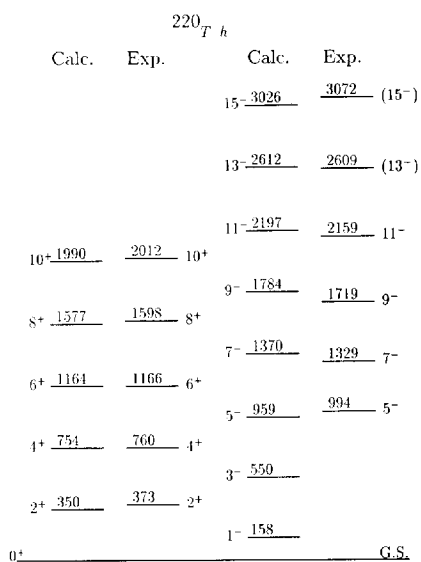 220 T h
Calc. Exp. Calc. Exp.
15⁻ 3026 3072 (15⁻)
13⁻ 2612 2609 (13⁻)
11⁻ 2197 2159 11⁻
10⁺ 1990 2012 10⁺
9⁻ 1784 1719 9⁻
8⁺ 1577 1598 8⁺
7⁻ 1370 1329 7⁻
6⁺ 1164 1166 6⁺
5⁻ 959 994 5⁻
4⁺ 754 760 4⁺
3⁻ 550
2⁺ 350 373 2⁺
1⁻ 158
0⁺ G.S.